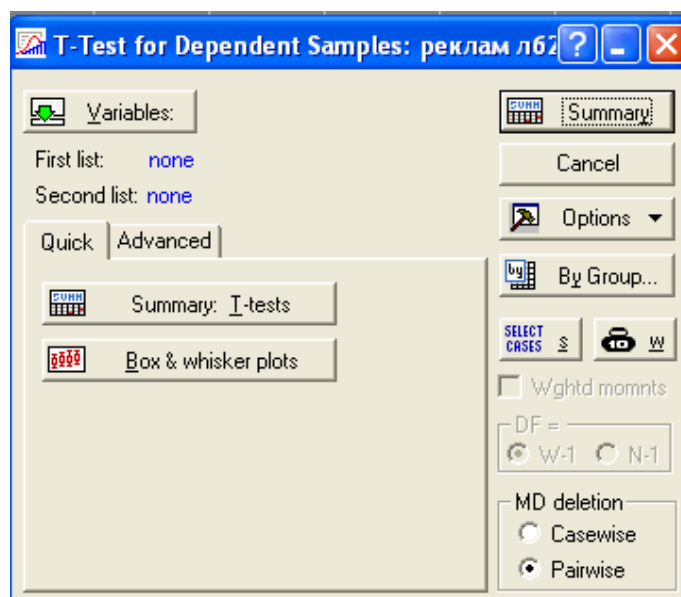 T-Test for Dependent Samples: реклам лб2
Variables:
First list: none
Second list: none
Quick Advanced
Summary: T-tests
Box & whisker plots
Summary
Cancel
Options
By Group...
SELECT CASES S
W
Wghtd momnts
DF =
W-1 N-1
MD deletion
Casewise
Pairwise